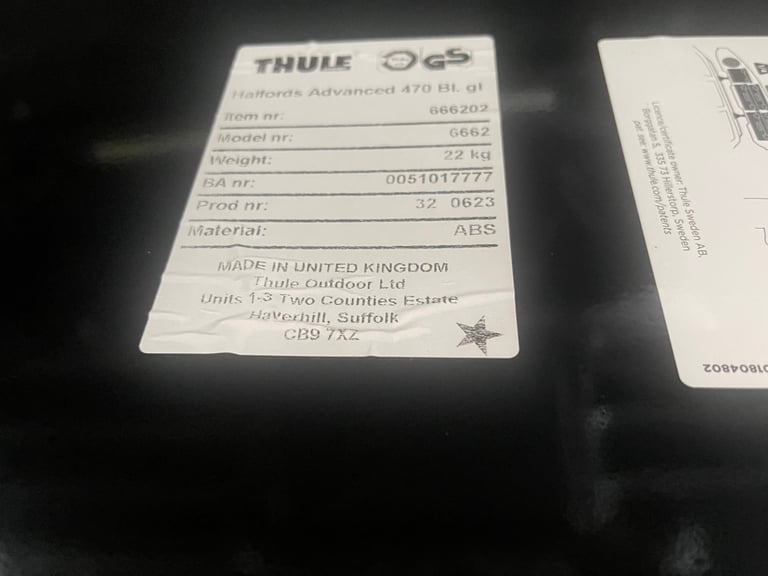 THULE GS
Halfords Advanced 470 Bl. gl
Item nr: 666202
Model nr: 6662
Weight: 22 kg
BA nr: 0051017777
Prod nr: 32 0623
Material: ABS
MADE IN UNITED KINGDOM
Thule Outdoor Ltd
Units 1-3 Two Counties Estate
Haverhill, Suffolk
CB9 7XZ
Licence/certificate owner: Thule Sweden AB.
Borggatan 5, 335 73 Hillerstorp, Sweden
pat. see: www.thule.com/patents
01804802